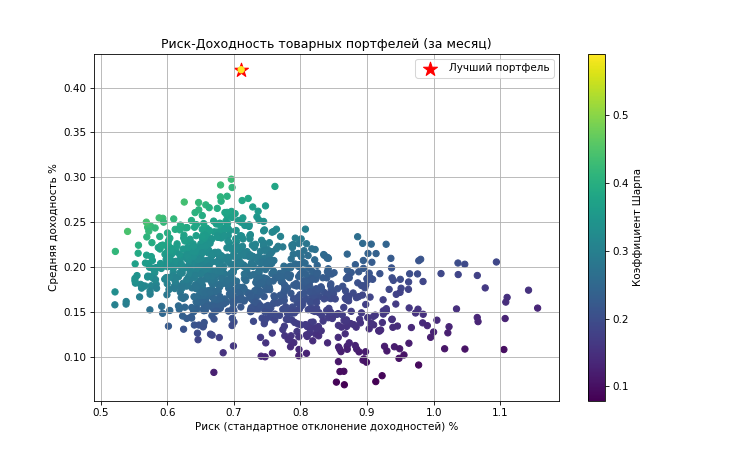 Риск-Доходность товарных портфелей (за месяц)
Лучший портфель
Средняя доходность %
0.40
0.35
0.30
0.25
0.20
0.15
0.10
0.5 0.6 0.7 0.8 0.9 1.0 1.1
Риск (стандартное отклонение доходностей) %
0.5
0.4
0.3
0.2
0.1
Коэффициент Шарпа